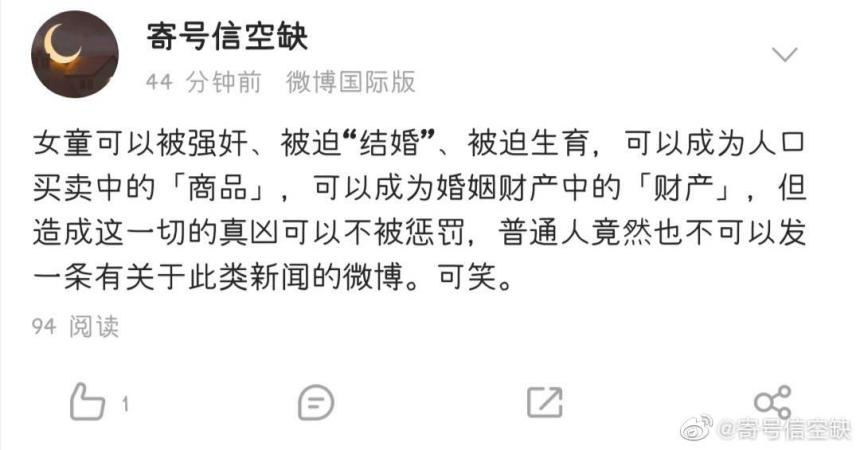 寄号信空缺
44 分钟前 微博国际版
女童可以被强奸、被迫“结婚”、被迫生育，可以成为人口
买卖中的「商品」，可以成为婚姻财产中的「财产」，但
造成这一切的真凶可以不被惩罚，普通人竟然也不可以发
一条有关于此类新闻的微博。可笑。
94 阅读
1
@寄号信空缺